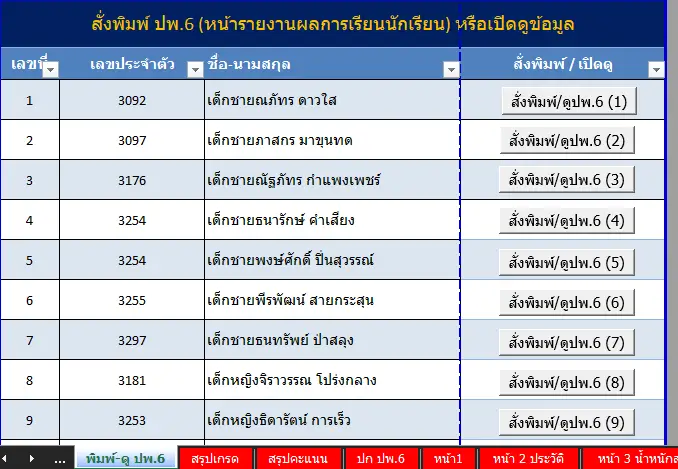 สั่งพิมพ์ ปพ.6 (หน้ารายงานผลการเรียนนักเรียน) หรือเปิดดูข้อมูล
เลขที่ เลขประจำตัว ชื่อ-นามสกุล สั่งพิมพ์ / เปิดดู
1 3092 เด็กชายณภัทร ดาวใส สั่งพิมพ์/ดูปพ.6 (1)
2 3097 เด็กชายภาสกร มาขุนทด สั่งพิมพ์/ดูปพ.6 (2)
3 3176 เด็กชายณัฐภัทร กำแพงเพชร์ สั่งพิมพ์/ดูปพ.6 (3)
4 3254 เด็กชายธนารักษ์ คำเสียง สั่งพิมพ์/ดูปพ.6 (4)
5 3254 เด็กชายพงษ์ศักดิ์ ปิ่นสุวรรณ์ สั่งพิมพ์/ดูปพ.6 (5)
6 3255 เด็กชายพีรพัฒน์ สายกระสุน สั่งพิมพ์/ดูปพ.6 (6)
7 3297 เด็กชายธนทรัพย์ ป่าสลุง สั่งพิมพ์/ดูปพ.6 (7)
8 3181 เด็กหญิงจิราวรรณ โปร่งกลาง สั่งพิมพ์/ดูปพ.6 (8)
9 3253 เด็กหญิงธิดารัตน์ การเร็ว สั่งพิมพ์/ดูปพ.6 (9)
... พิมพ์-ดู ปพ.6 สรุปเกรด สรุปคะแนน ปก ปพ.6 หน้า1 หน้า 2 ประวัติ หน้า 3 น้ำหนักส